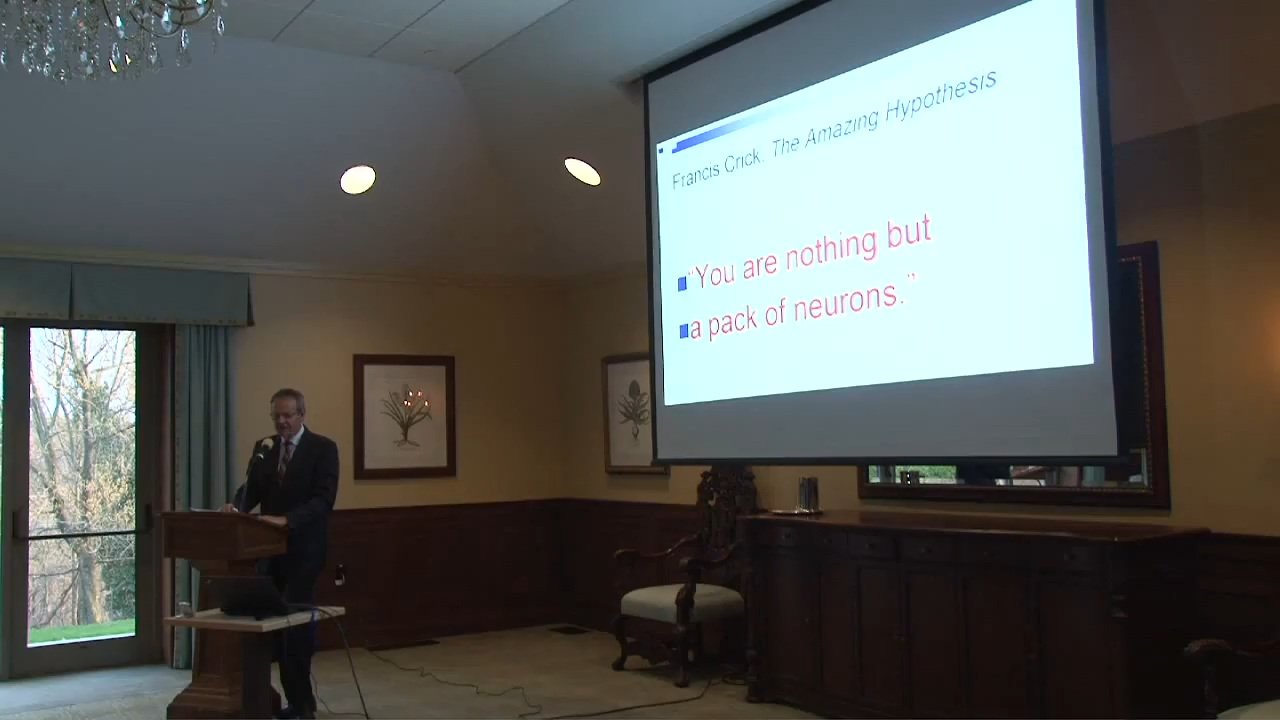 Francis Crick. The Amazing Hypothesis
“You are nothing but
a pack of neurons.”